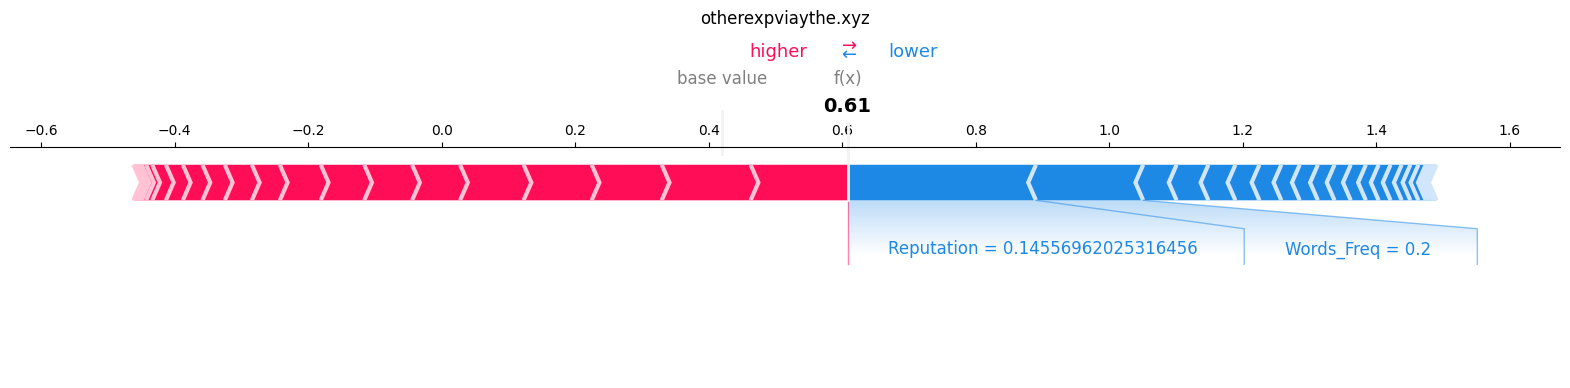 otherexpviaythe.xyz
higher ⇄ lower
base value f(x)
0.61
−0.6 −0.4 −0.2 0.0 0.2 0.4 0.6 0.8 1.0 1.2 1.4 1.6
Reputation = 0.14556962025316456 Words_Freq = 0.2